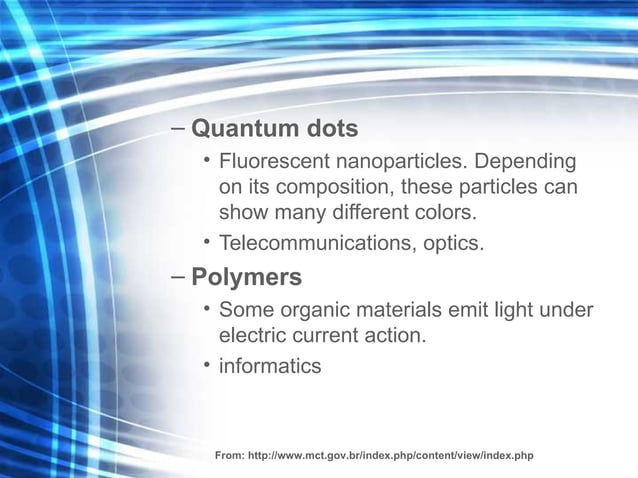 – Quantum dots
• Fluorescent nanoparticles. Depending
on its composition, these particles can
show many different colors.
• Telecommunications, optics.
– Polymers
• Some organic materials emit light under
electric current action.
• informatics
From: http://www.mct.gov.br/index.php/content/view/index.php